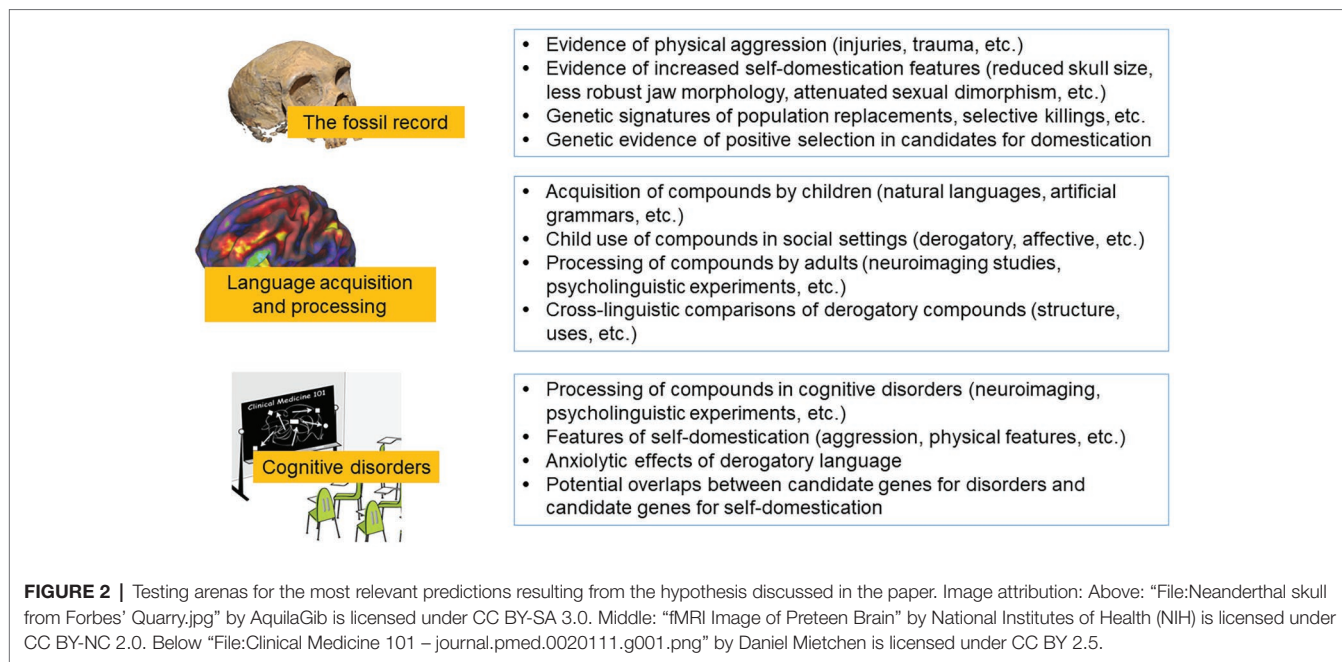 • Evidence of physical aggression (injuries, trauma, etc.)
• Evidence of increased self-domestication features (reduced skull size,
less robust jaw morphology, attenuated sexual dimorphism, etc.)
• Genetic signatures of population replacements, selective killings, etc.
• Genetic evidence of positive selection in candidates for domestication
The fossil record
• Acquisition of compounds by children (natural languages, artificial
grammars, etc.)
• Child use of compounds in social settings (derogatory, affective, etc.)
• Processing of compounds by adults (neuroimaging studies,
psycholinguistic experiments, etc.)
• Cross-linguistic comparisons of derogatory compounds (structure,
uses, etc.)
Language acquisition
and processing
Clinical Medicine 101
• Processing of compounds in cognitive disorders (neuroimaging,
psycholinguistic experiments, etc.)
• Features of self-domestication (aggression, physical features, etc.)
• Anxiolytic effects of derogatory language
• Potential overlaps between candidate genes for disorders and
candidate genes for self-domestication
Cognitive disorders
FIGURE 2 | Testing arenas for the most relevant predictions resulting from the hypothesis discussed in the paper. Image attribution: Above: “File:Neanderthal skull
from Forbes’ Quarry.jpg” by AquilaGib is licensed under CC BY-SA 3.0. Middle: “fMRI Image of Preteen Brain” by National Institutes of Health (NIH) is licensed under
CC BY-NC 2.0. Below “File:Clinical Medicine 101 – journal.pmed.0020111.g001.png” by Daniel Mietchen is licensed under CC BY 2.5.